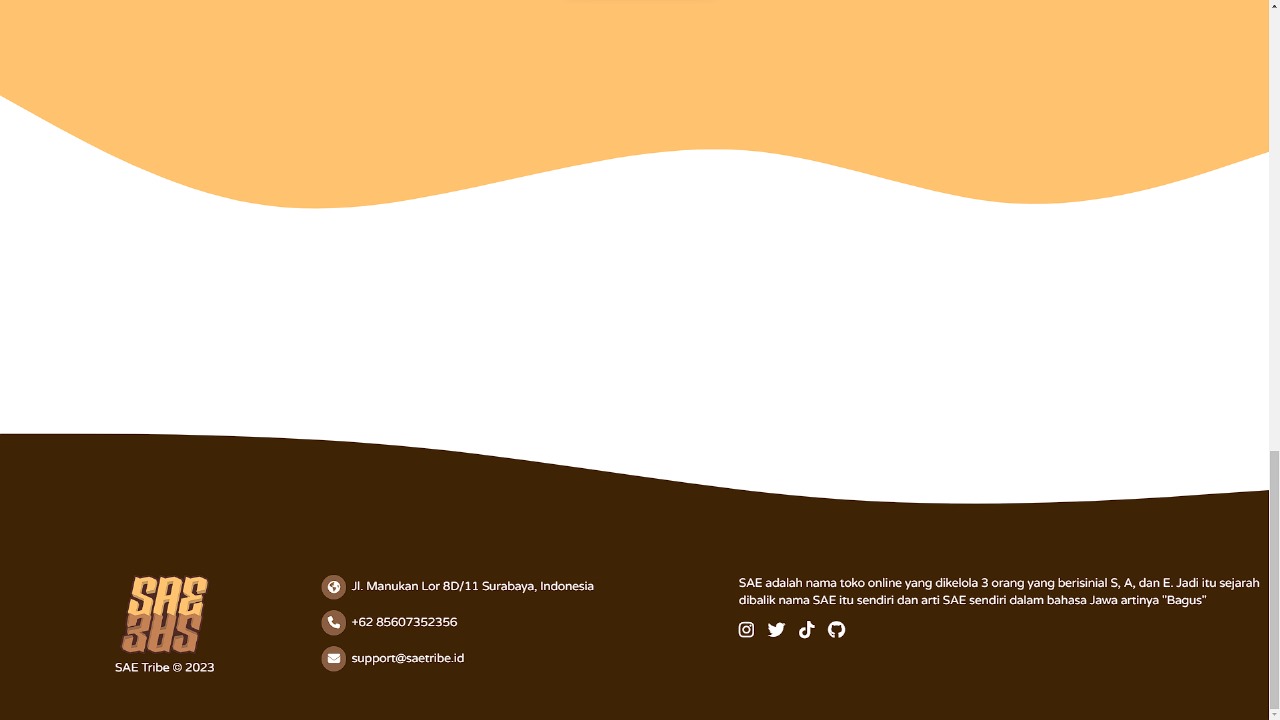 SAE
SAE Tribe © 2023
Jl. Manukan Lor 8D/11 Surabaya, Indonesia
+62 85607352356
support@saetribe.id
SAE adalah nama toko online yang dikelola 3 orang yang berisinial S, A, dan E. Jadi itu sejarah
dibalik nama SAE itu sendiri dan arti SAE sendiri dalam bahasa Jawa artinya "Bagus"